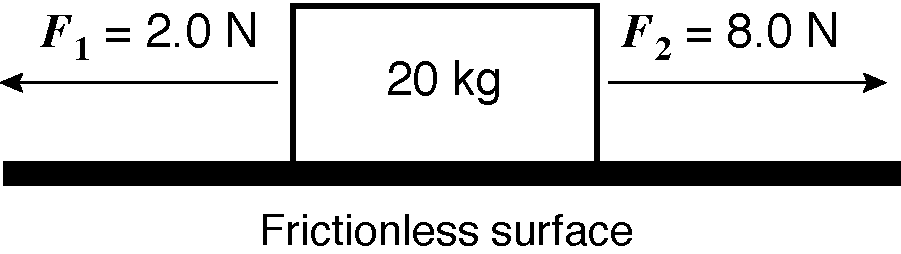 F1 = 2.0 N
F2 = 8.0 N
20 kg
Frictionless surface